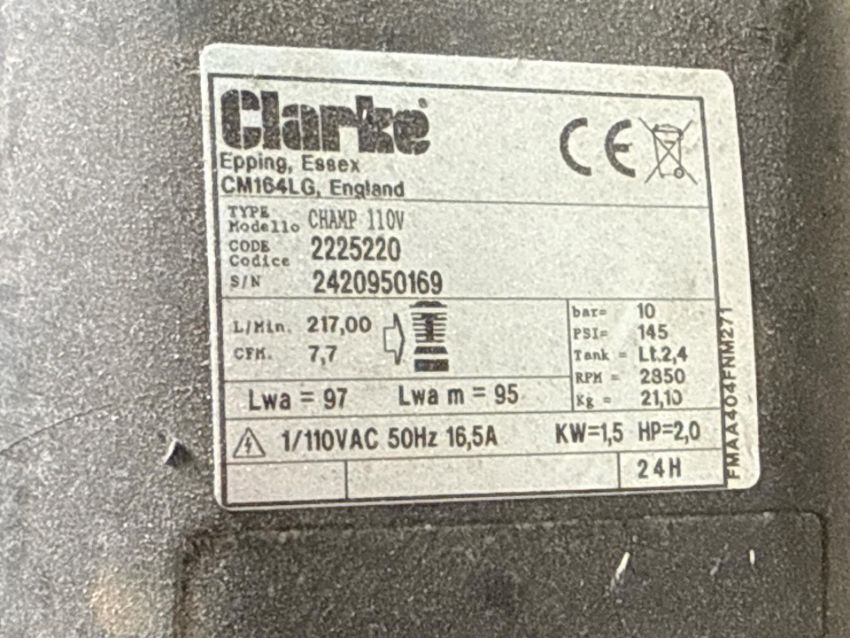 Clarke
Epping, Essex
CM164LG, England
TYPE
Modello CHAMP 110V
CODE
Codice 2225220
S/N 2420950169
L/Min. 217,00
CFM. 7,7
bar= 10
PSI= 145
Tank = Lt.2,4
RPM = 2850
Kg = 21,10
Lwa = 97 Lwa m = 95
1/110VAC 50Hz 16,5A KW=1,5 HP=2,0
24H
FMAA404FNM271
CE